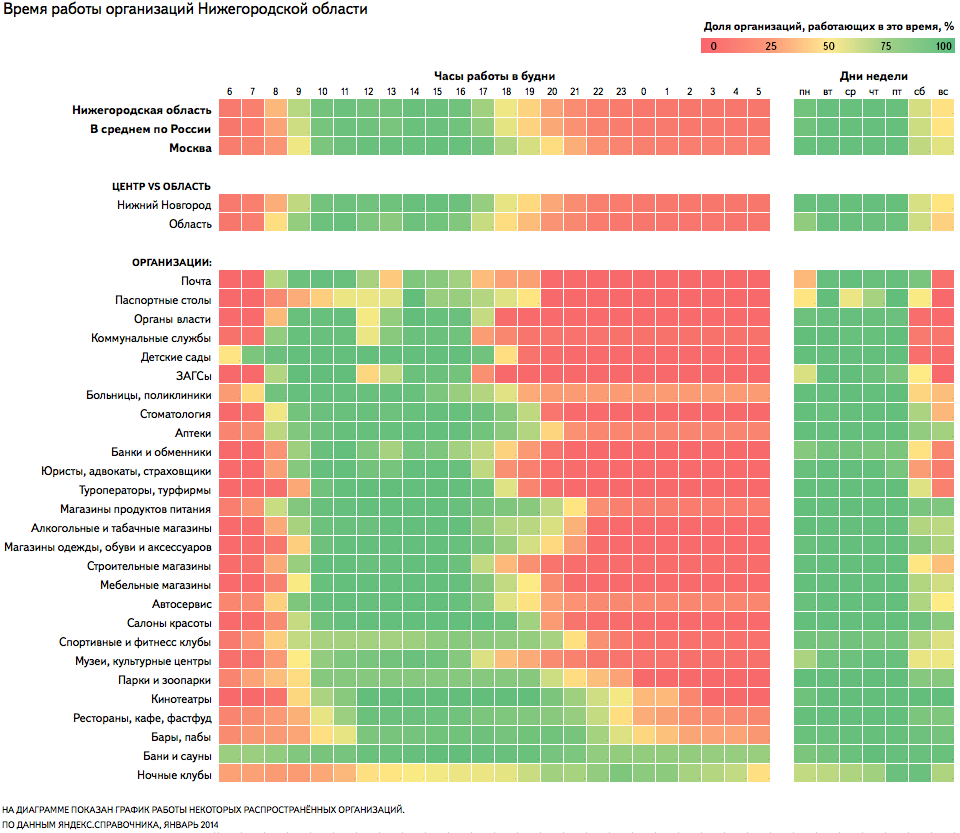 Время работы организаций Нижегородской области
Доля организаций, работающих в это время, %
0 25 50 75 100
Часы работы в будни Дни недели
6 7 8 9 10 11 12 13 14 15 16 17 18 19 20 21 22 23 0 1 2 3 4 5 пн вт ср чт пт сб вс
Нижегородская область
В среднем по России
Москва
ЦЕНТР VS ОБЛАСТЬ
Нижний Новгород
Область
ОРГАНИЗАЦИИ:
Почта
Паспортные столы
Органы власти
Коммунальные службы
Детские сады
ЗАГСы
Больницы, поликлиники
Стоматология
Аптеки
Банки и обменники
Юристы, адвокаты, страховщики
Туроператоры, турфирмы
Магазины продуктов питания
Алкогольные и табачные магазины
Магазины одежды, обуви и аксессуаров
Строительные магазины
Мебельные магазины
Автосервис
Салоны красоты
Спортивные и фитнесс клубы
Музеи, культурные центры
Парки и зоопарки
Кинотеатры
Рестораны, кафе, фастфуд
Бары, пабы
Бани и сауны
Ночные клубы
НА ДИАГРАММЕ ПОКАЗАН ГРАФИК РАБОТЫ НЕКОТОРЫХ РАСПРОСТРАНЁННЫХ ОРГАНИЗАЦИЙ.
ПО ДАННЫМ ЯНДЕКС.СПРАВОЧНИКА, ЯНВАРЬ 2014